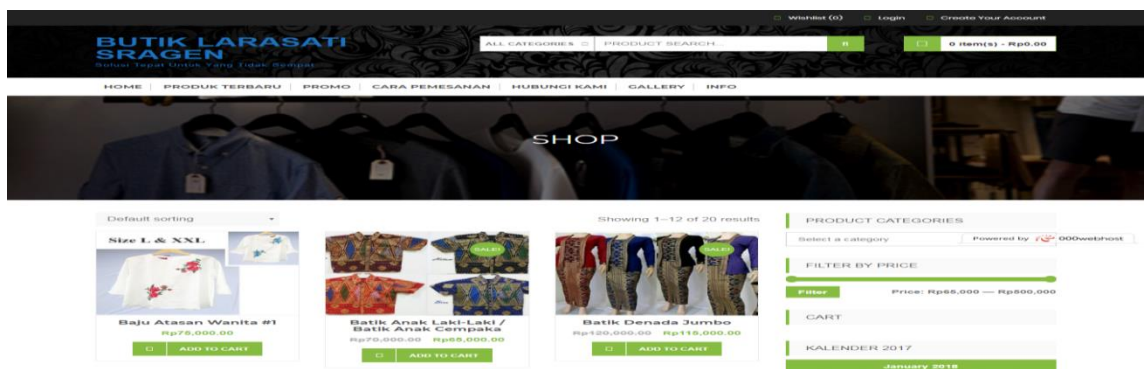 Wishlist (0) Login Create Your Account
BUTIK LARASATI
SRAGEN
Solusi Tepat Untuk Yang Tidak Sempat
ALL CATEGORIES PRODUCT SEARCH...
0 item(s) - Rp0.00
HOME PRODUK TERBARU PROMO CARA PEMESANAN HUBUNGI KAMI GALLERY INFO
SHOP
Default sorting
Showing 1–12 of 20 results
Size L & XXL
Baju Atasan Wanita #1
Rp75,000.00
ADD TO CART
SALE!
Batik Anak Laki-Laki /
Batik Anak Cempaka
Rp70,000.00 Rp65,000.00
ADD TO CART
SALE!
Batik Denada Jumbo
Rp120,000.00 Rp115,000.00
ADD TO CART
PRODUCT CATEGORIES
Select a category
Powered by 000webhost
FILTER BY PRICE
Filter Price: Rp65,000 — Rp500,000
CART
KALENDER 2017
January 2018